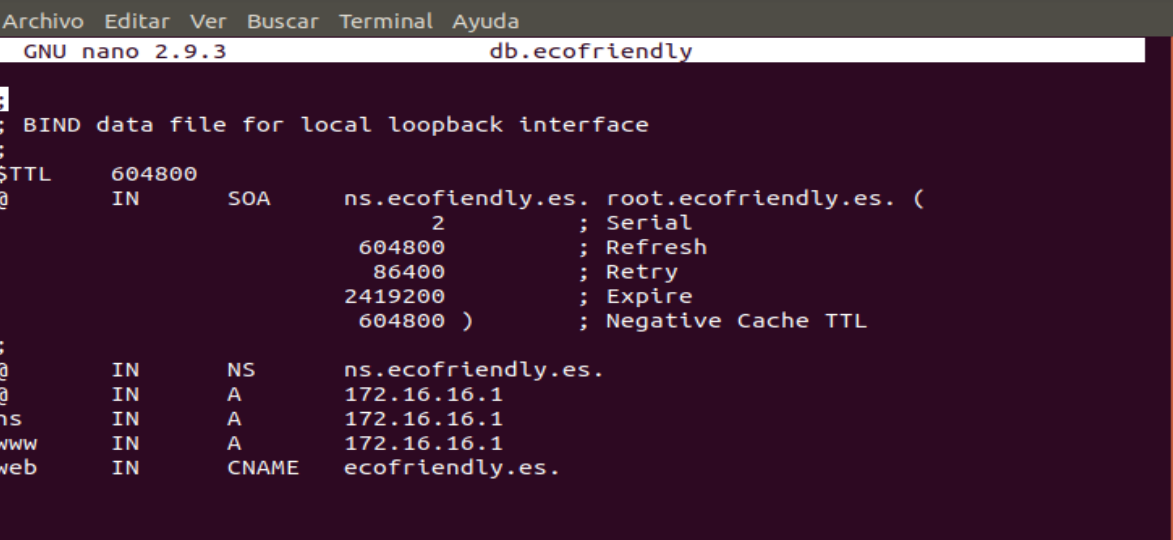 Archivo Editar Ver Buscar Terminal Ayuda
GNU nano 2.9.3 db.ecofriendly
;
; BIND data file for local loopback interface
;
$TTL 604800
@ IN SOA ns.ecofiendly.es. root.ecofriendly.es. (
2 ; Serial
604800 ; Refresh
86400 ; Retry
2419200 ; Expire
604800 ) ; Negative Cache TTL
;
@ IN NS ns.ecofriendly.es.
@ IN A 172.16.16.1
ns IN A 172.16.16.1
www IN A 172.16.16.1
web IN CNAME ecofriendly.es.